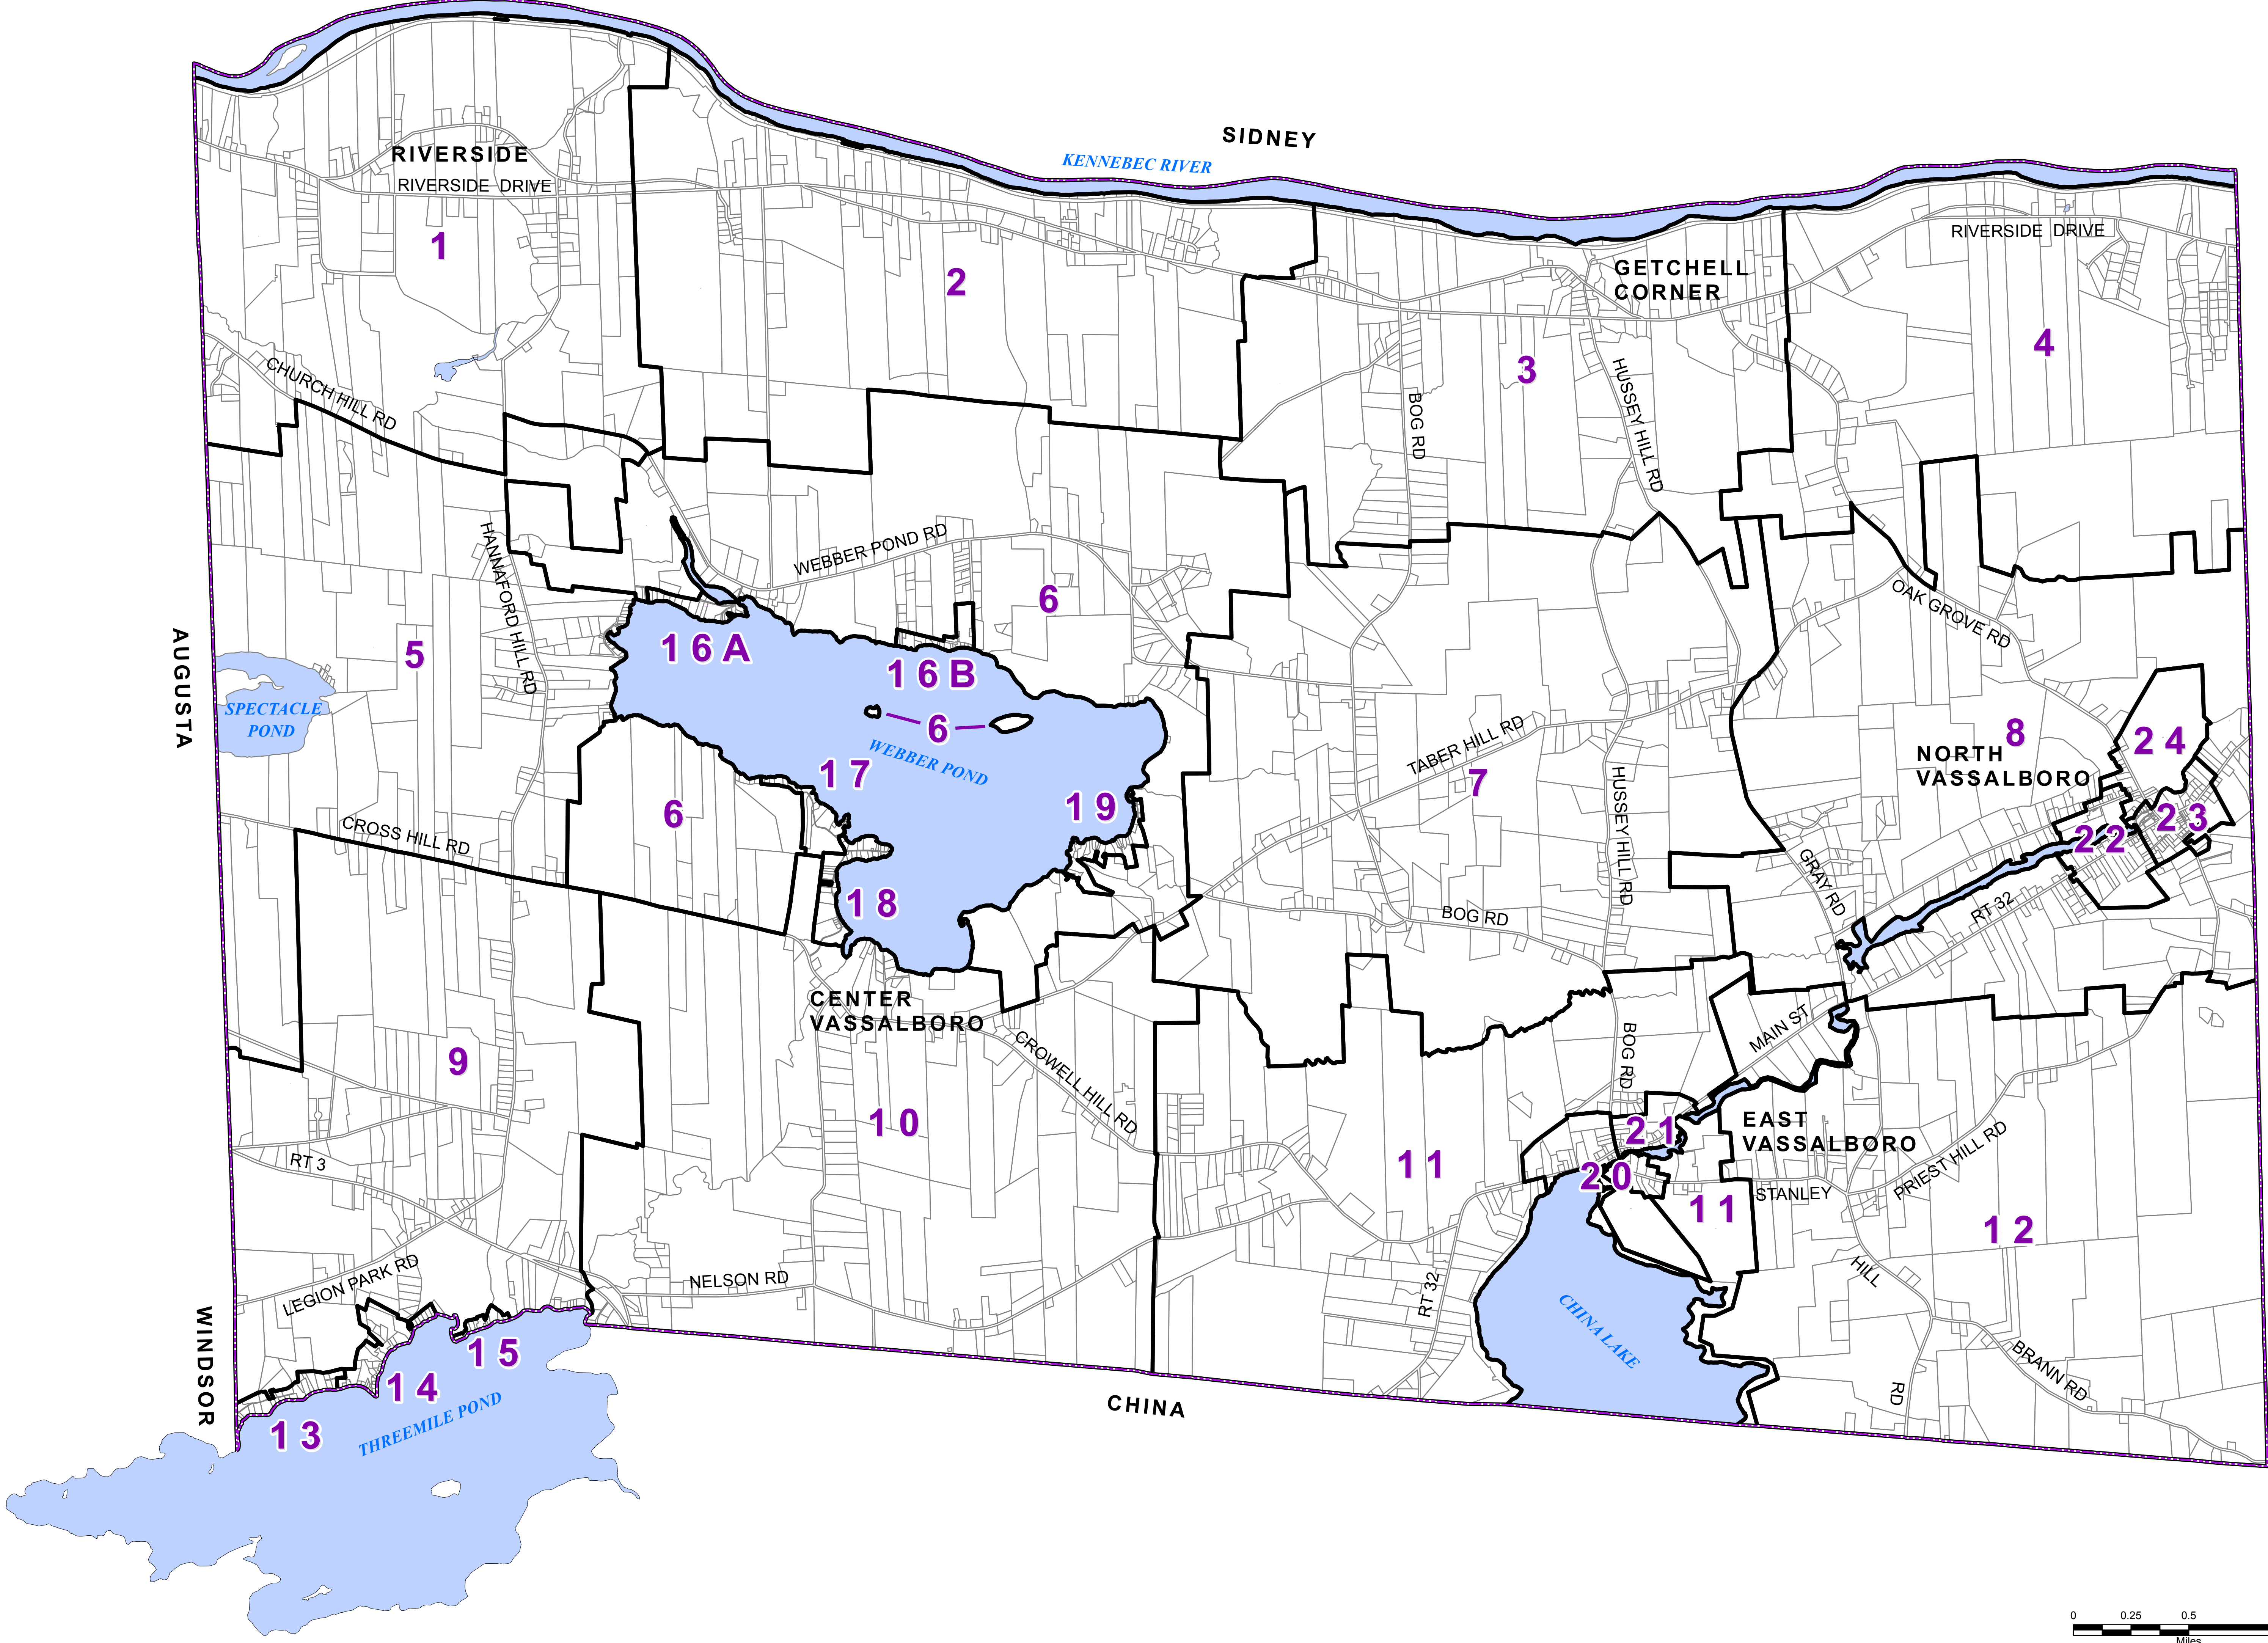 SIDNEY
KENNEBEC RIVER
RIVERSIDE
RIVERSIDE DRIVE
1
2
RIVERSIDE DRIVE
GETCHELL
CORNER
3
4
CHURCH HILL RD
BOG RD
HUSSEY HILL RD
HANNAFORD HILL RD
WEBBER POND RD
6
OAK GROVE RD
AUGUSTA
5
16A
16B
6
SPECTACLE
POND
WEBBER POND
17
19
6
CROSS HILL RD
TABER HILL RD
7
HUSSEY HILL RD
8
NORTH
VASSALBORO
24
23
22
GRAY RD
RT 32
18
BOG RD
CENTER
VASSALBORO
CROWELL HILL RD
BOG RD
MAIN ST
9
10
11
21
20
EAST
VASSALBORO
11
STANLEY
HILL
RD
PRIEST HILL RD
12
RT 3
LEGION PARK RD
NELSON RD
RT 32
CHINA LAKE
BRANN RD
WINDSOR
15
14
13
THREEMILE POND
CHINA
0 0.25 0.5
Miles